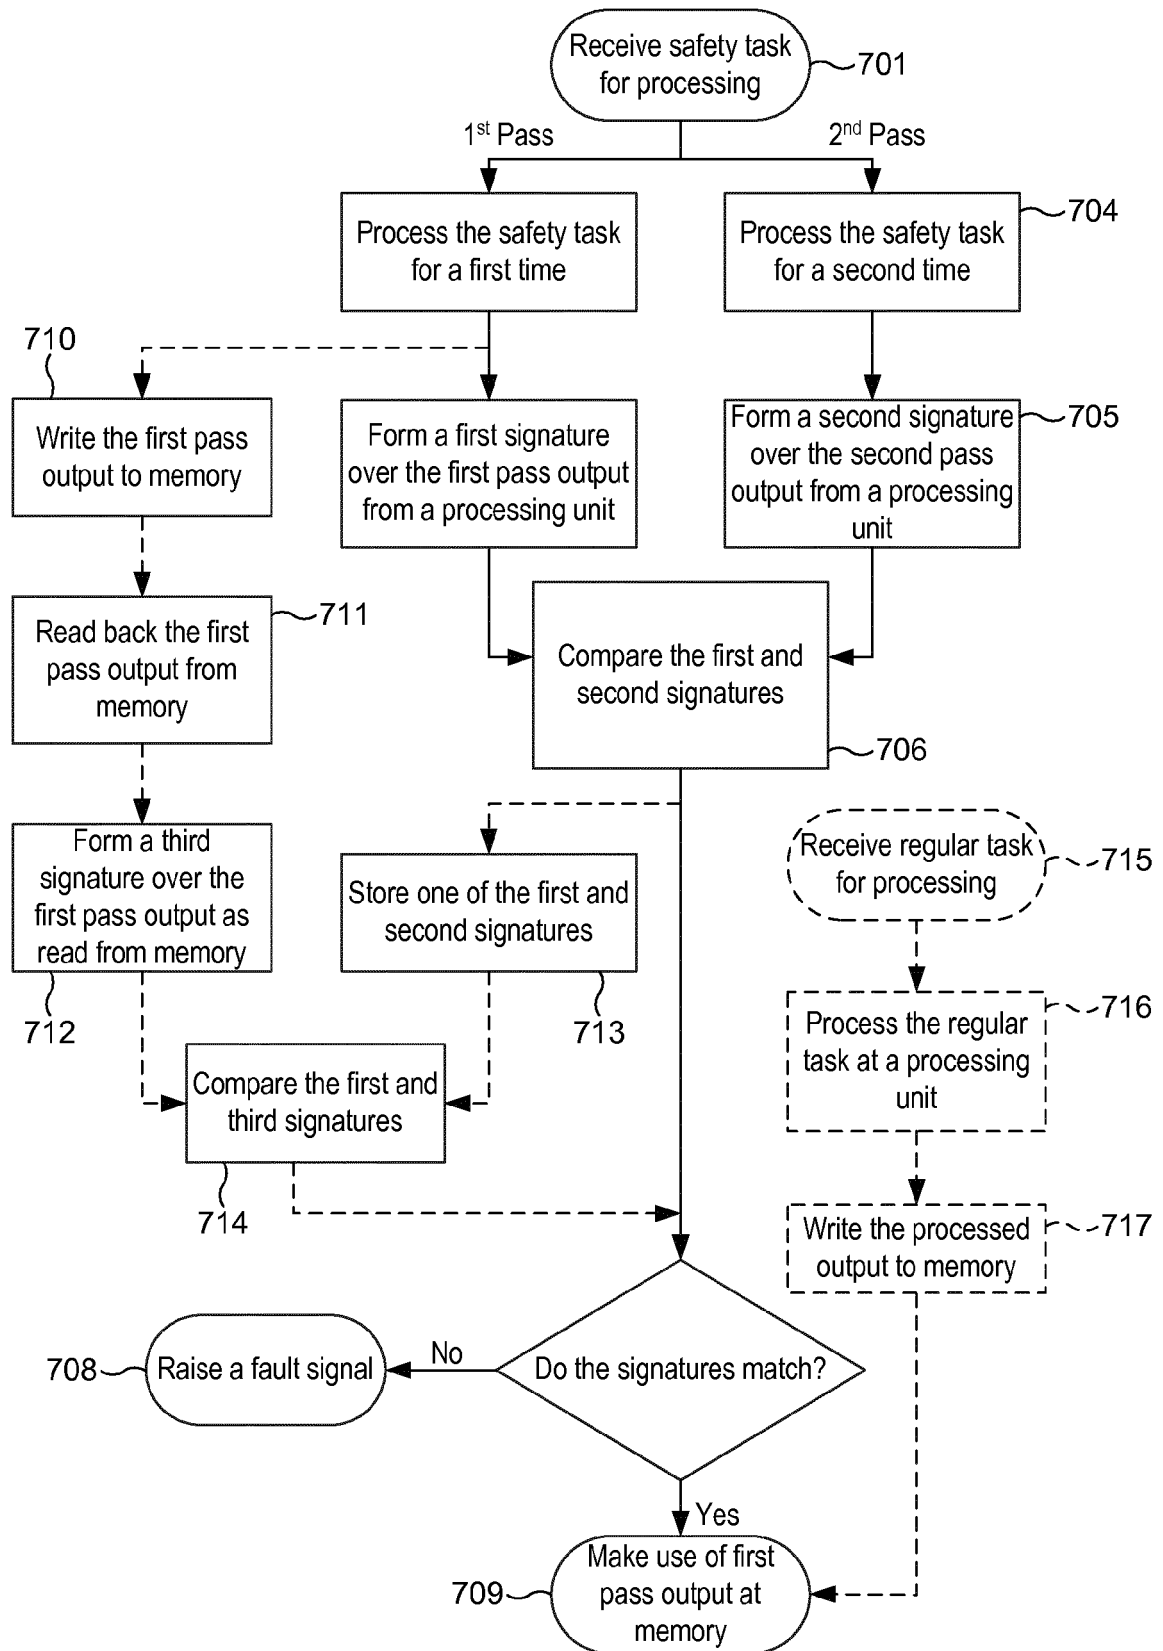 Receive safety task
for processing
701
1st Pass
2nd Pass
Process the safety task
for a first time
Process the safety task
for a second time
704
710
Write the first pass
output to memory
Form a first signature
over the first pass output
from a processing unit
Form a second signature
over the second pass
output from a processing
unit
705
Read back the first
pass output from
memory
711
Compare the first and
second signatures
706
Form a third
signature over the
first pass output as
read from memory
712
Store one of the first and
second signatures
713
Receive regular task
for processing
715
Process the regular
task at a processing
unit
716
Compare the first and
third signatures
714
Write the processed
output to memory
717
Do the signatures match?
No
Raise a fault signal
708
Yes
Make use of first
pass output at
memory
709